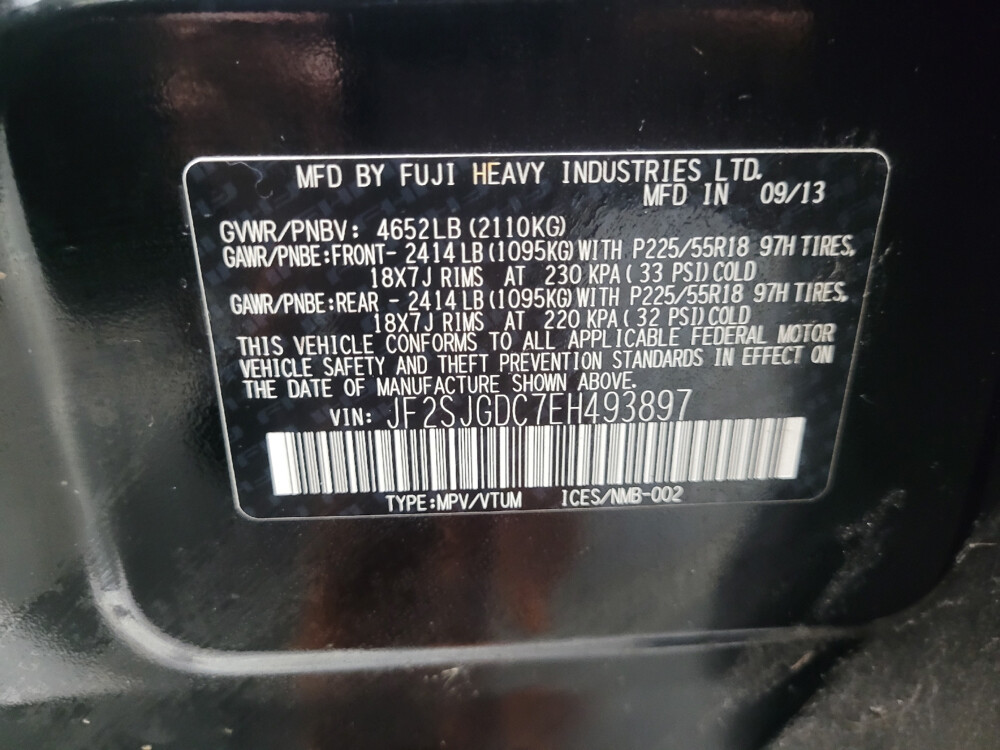 MFD BY FUJI HEAVY INDUSTRIES LTD.
MFD IN 09/13
GVWR/PNBV: 4652LB (2110KG)
GAWR/PNBE:FRONT- 2414 LB (1095KG) WITH P225/55R18 97H TIRES,
18X7J RIMS AT 230 KPA ( 33 PSI) COLD
GAWR/PNBE:REAR - 2414 LB (1095KG) WITH P225/55R18 97H TIRES,
18X7J RIMS AT 220 KPA ( 32 PSI) COLD
THIS VEHICLE CONFORMS TO ALL APPLICABLE FEDERAL MOTOR
VEHICLE SAFETY AND THEFT PREVENTION STANDARDS IN EFFECT ON
THE DATE OF MANUFACTURE SHOWN ABOVE.
VIN: JF2SJGDC7EH493897
TYPE:MPV/VTUM ICES/NMB-002